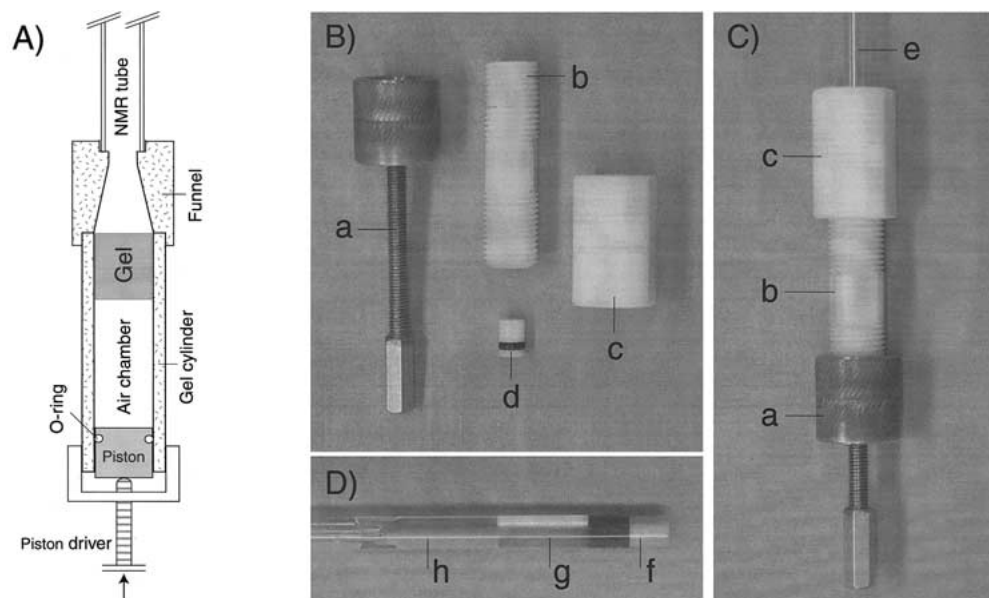 A)
NMR tube
Funnel
Gel
Air chamber
Gel cylinder
O-ring
Piston
Piston driver
B)
b
a
c
d
C)
e
c
b
a
D)
h
g
f